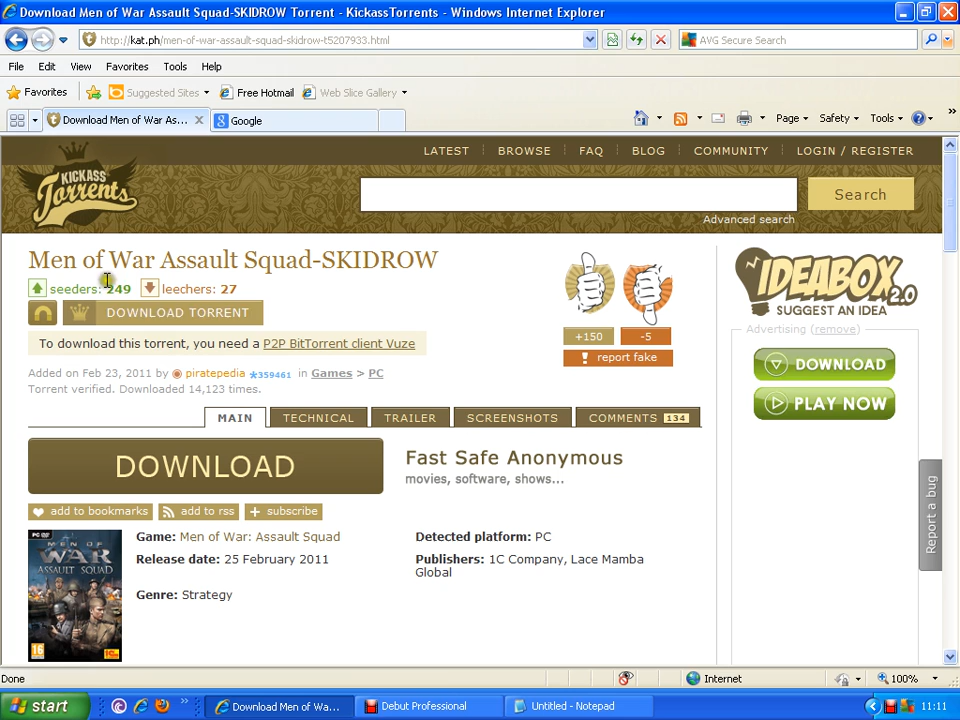 Download Men of War Assault Squad-SKIDROW Torrent - KickassTorrents - Windows Internet Explorer
http://kat.ph/men-of-war-assault-squad-skidrow-t5207933.html
AVG Secure Search
File Edit View Favorites Tools Help
Favorites Suggested Sites Free Hotmail Web Slice Gallery
Download Men of War As... Google
Page Safety Tools
LATEST BROWSE FAQ BLOG COMMUNITY LOGIN / REGISTER
KICKASS
Torrents
Search
Advanced search
Men of War Assault Squad-SKIDROW
seeders: 249 leechers: 27
DOWNLOAD TORRENT
+150 -5
report fake
To download this torrent, you need a P2P BitTorrent client Vuze
Added on Feb 23, 2011 by piratepedia 359461 in Games > PC
Torrent verified. Downloaded 14,123 times.
IDEABOX 2.0
SUGGEST AN IDEA
Advertising (remove)
DOWNLOAD
PLAY NOW
MAIN TECHNICAL TRAILER SCREENSHOTS COMMENTS 134
DOWNLOAD
Fast Safe Anonymous
movies, software, shows...
add to bookmarks add to rss subscribe
PC DVD
MEN OF
WAR
ASSAULT SQUAD
16
1C
Game: Men of War: Assault Squad
Release date: 25 February 2011
Genre: Strategy
Detected platform: PC
Publishers: 1C Company, Lace Mamba
Global
Report a bug
Done Internet 100%
start Download Men of Wa... Debut Professional Untitled - Notepad 11:11